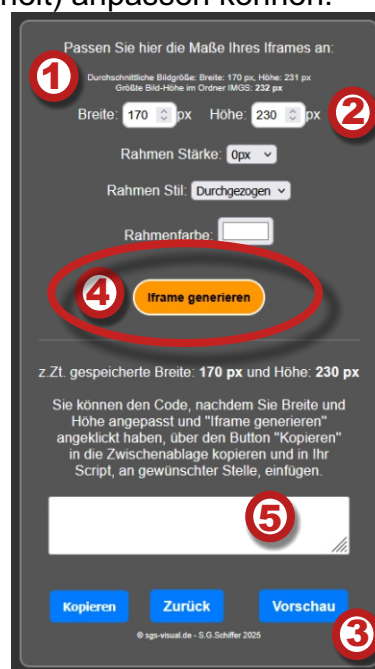 heit) anpassen können.
Passen Sie hier die Maße Ihres Iframes an:
1
Durchschnittliche Bildgröße: Breite: 170 px, Höhe: 231 px
Größte Bild-Höhe im Ordner IMGS: 232 px
Breite: 170 px Höhe: 230 px 2
Rahmen Stärke: 0px
Rahmen Stil: Durchgezogen
Rahmenfarbe:
4 Iframe generieren
z.Zt. gespeicherte Breite: 170 px und Höhe: 230 px
Sie können den Code, nachdem Sie Breite und
Höhe angepasst und "Iframe generieren"
angeklickt haben, über den Button "Kopieren"
in die Zwischenablage kopieren und in Ihr
Script, an gewünschter Stelle, einfügen.
5
Kopieren Zurück Vorschau
3
© sgs-visual.de - S.G.Schiffer 2025